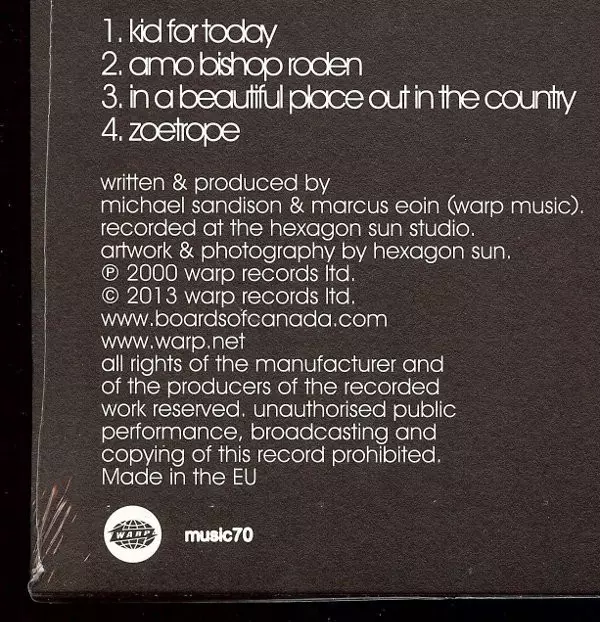 1. kid for today
2. amo bishop roden
3. in a beautiful place out in the country
4. zoetrope
written & produced by
michael sandison & marcus eoin (warp music).
recorded at the hexagon sun studio.
artwork & photography by hexagon sun.
℗ 2000 warp records ltd.
© 2013 warp records ltd.
www.boardsofcanada.com
www.warp.net
all rights of the manufacturer and
of the producers of the recorded
work reserved. unauthorised public
performance, broadcasting and
copying of this record prohibited.
Made in the EU
WARP music70